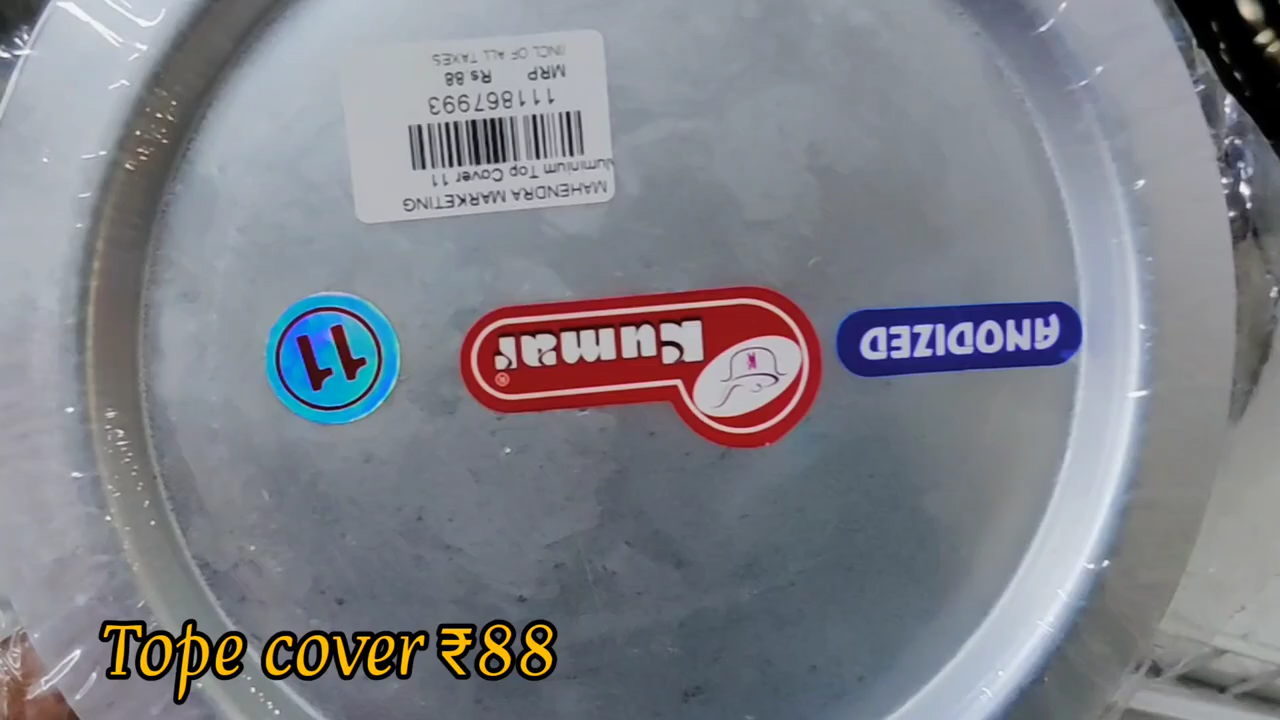 MAHENDRA MARKETING
luminium Top Cover 11
111867993
MRP Rs 88
INCL OF ALL TAXES
11
Kumar®
K
ANODIZED
Tope cover ₹88